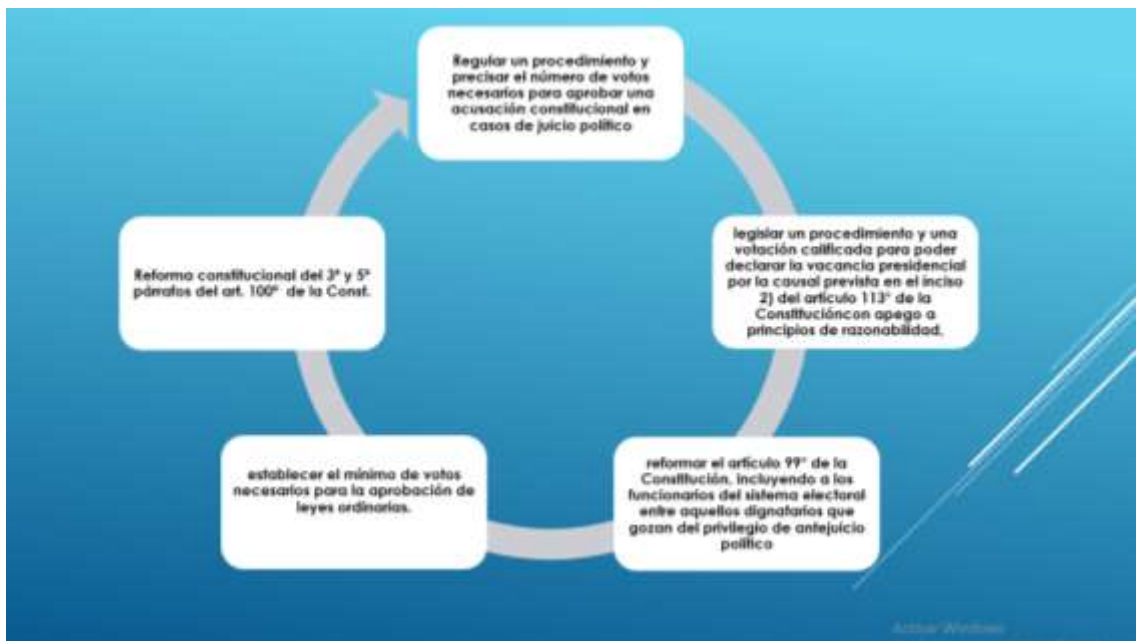 Regular un procedimiento y
precisar el número de votos
necesarios para aprobar una
acusación constitucional en
casos de juicio político
legislar un procedimiento y una
votación calificada para poder
declarar la vacancia presidencial
por la causal prevista en el inciso
2) del artículo 113° de la
Constitucióncon apego a
principios de razonabilidad.
reformar el artículo 99° de la
Constitución, incluyendo a los
funcionarios del sistema electoral
entre aquellos dignatarios que
gozan del privilegio de antejuicio
político
establecer el mínimo de votos
necesarios para la aprobación de
leyes ordinarias.
Reforma constitucional del 3° y 5°
párrafos del art. 100° de la Const.
Activar Windows